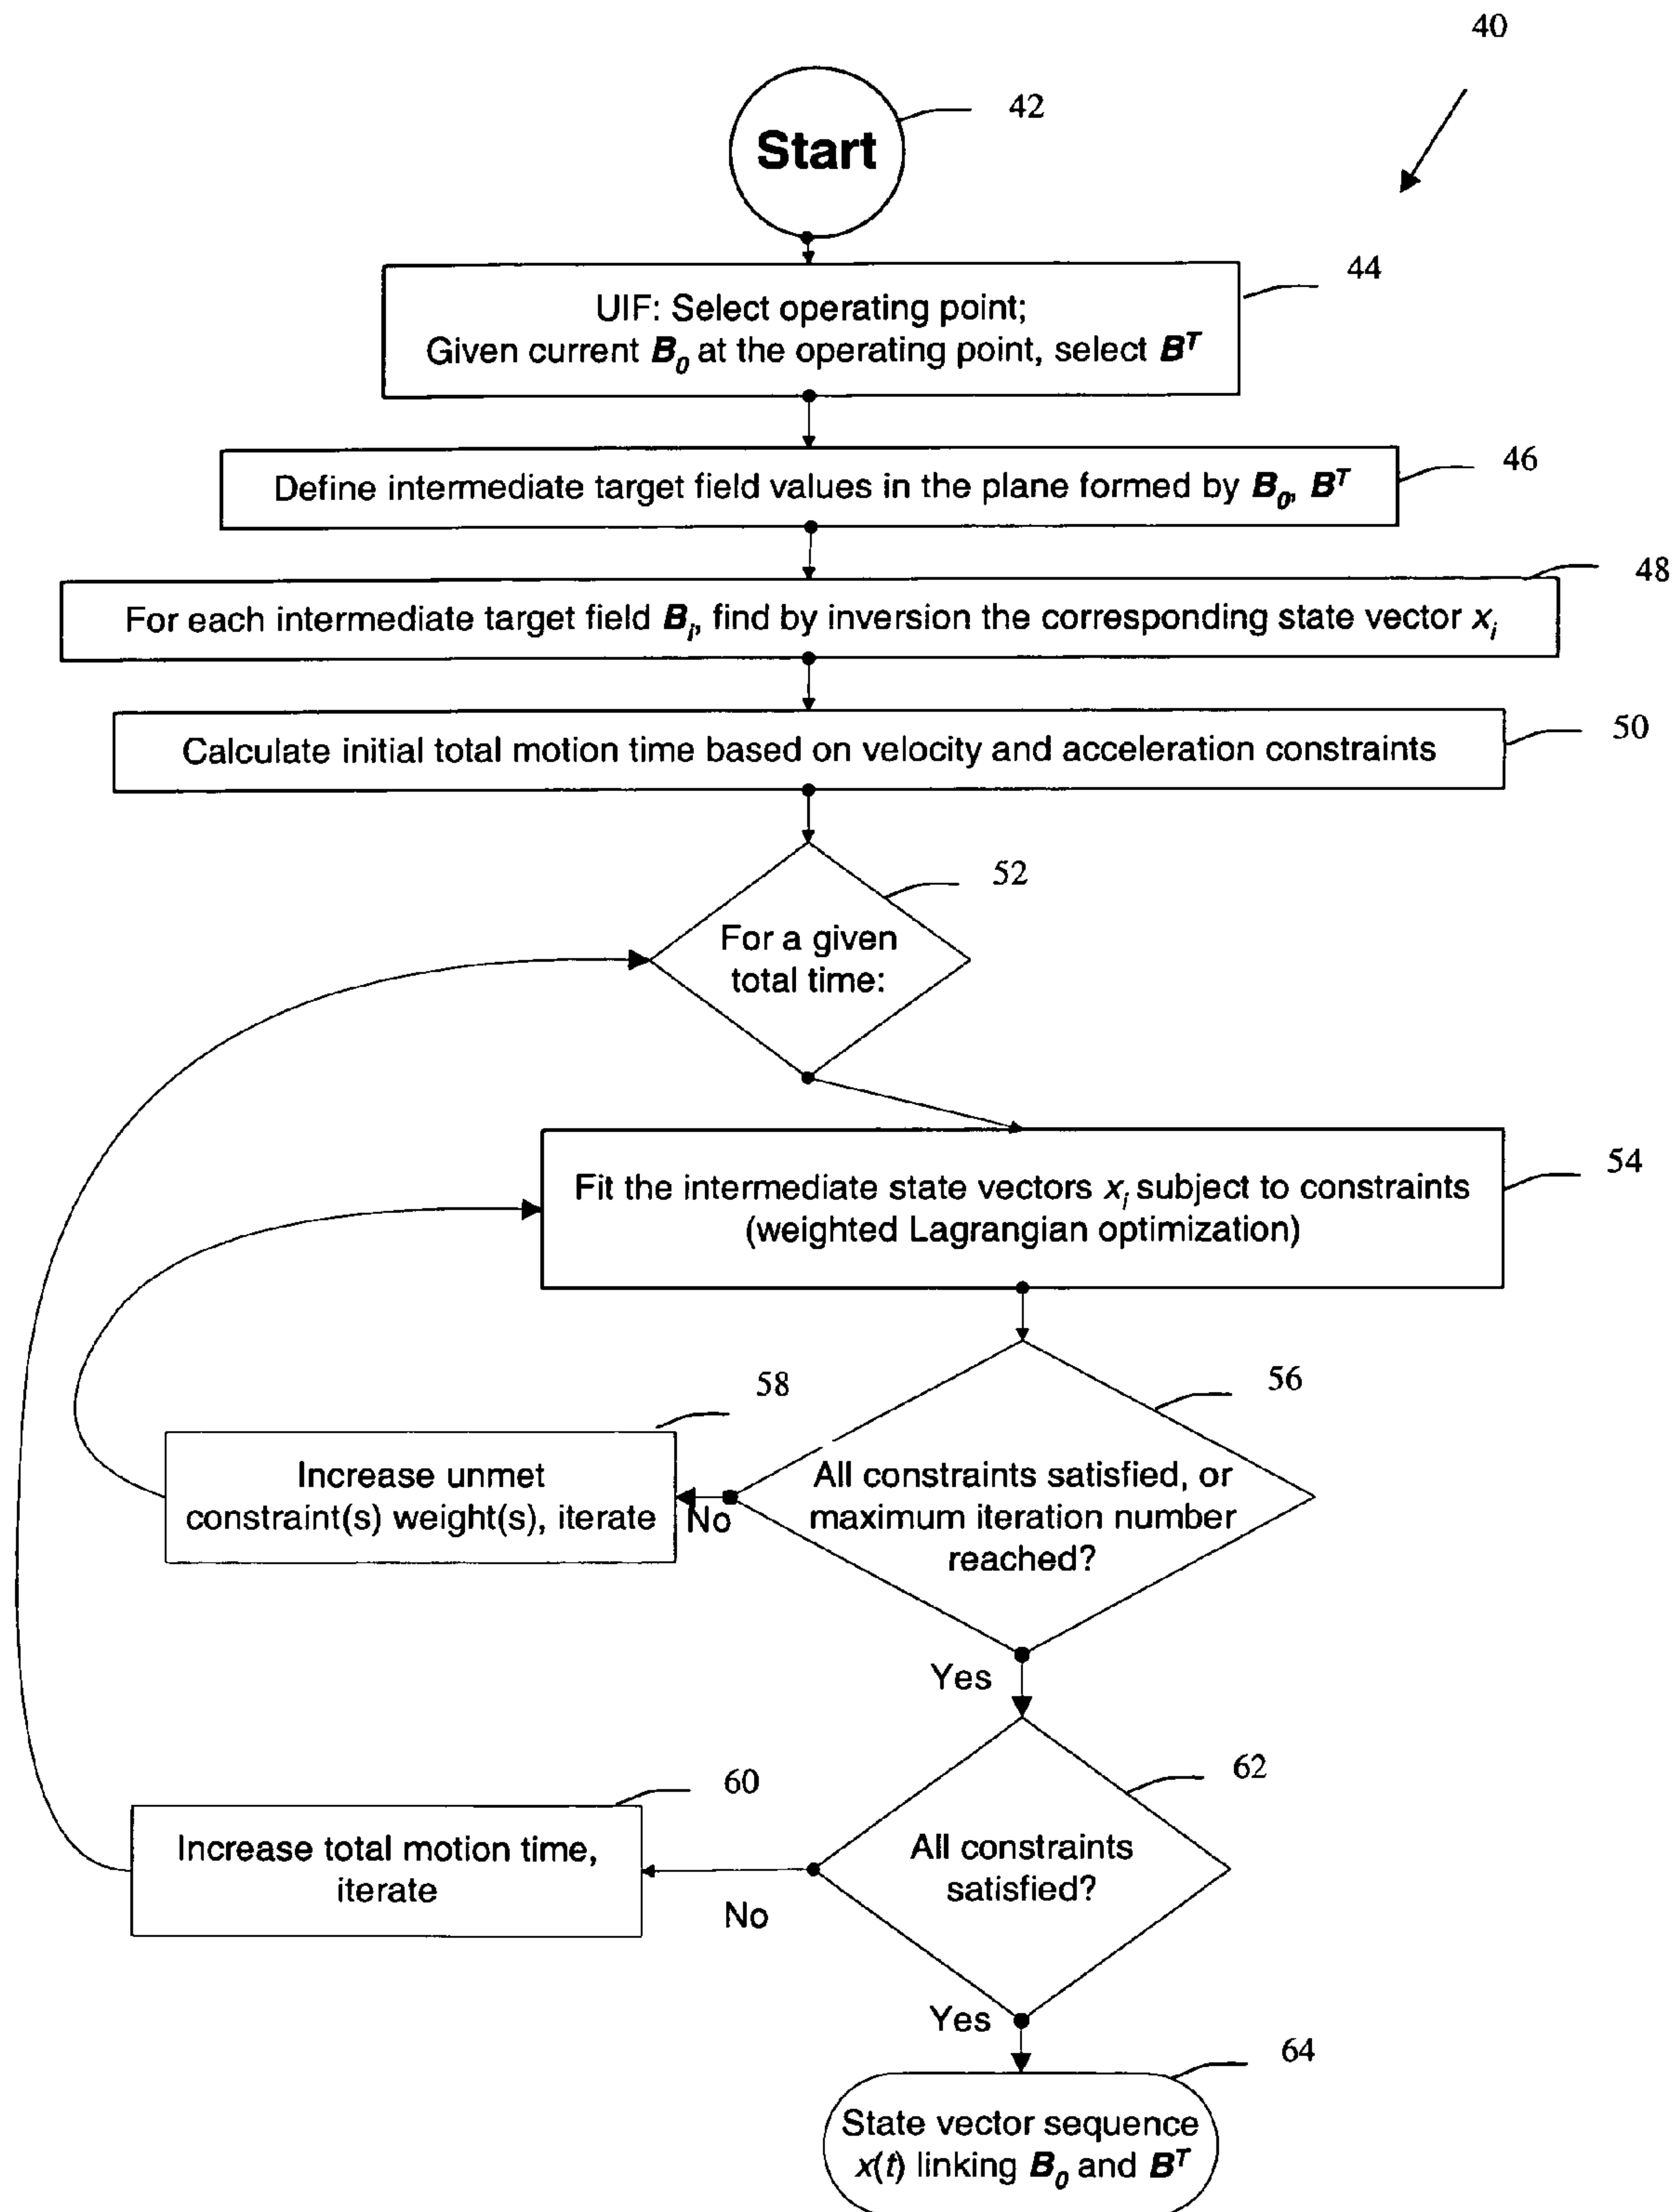 40
42
Start
44
UIF: Select operating point;
Given current B0 at the operating point, select B^T
46
Define intermediate target field values in the plane formed by B0, B^T
48
For each intermediate target field Bi, find by inversion the corresponding state vector xi
50
Calculate initial total motion time based on velocity and acceleration constraints
52
For a given
total time:
54
Fit the intermediate state vectors xi subject to constraints
(weighted Lagrangian optimization)
56
58
All constraints satisfied, or
maximum iteration number
reached?
No
Increase unmet
constraint(s) weight(s), iterate
Yes
62
60
All constraints
satisfied?
No
Increase total motion time,
iterate
Yes
64
State vector sequence
x(t) linking B0 and B^T